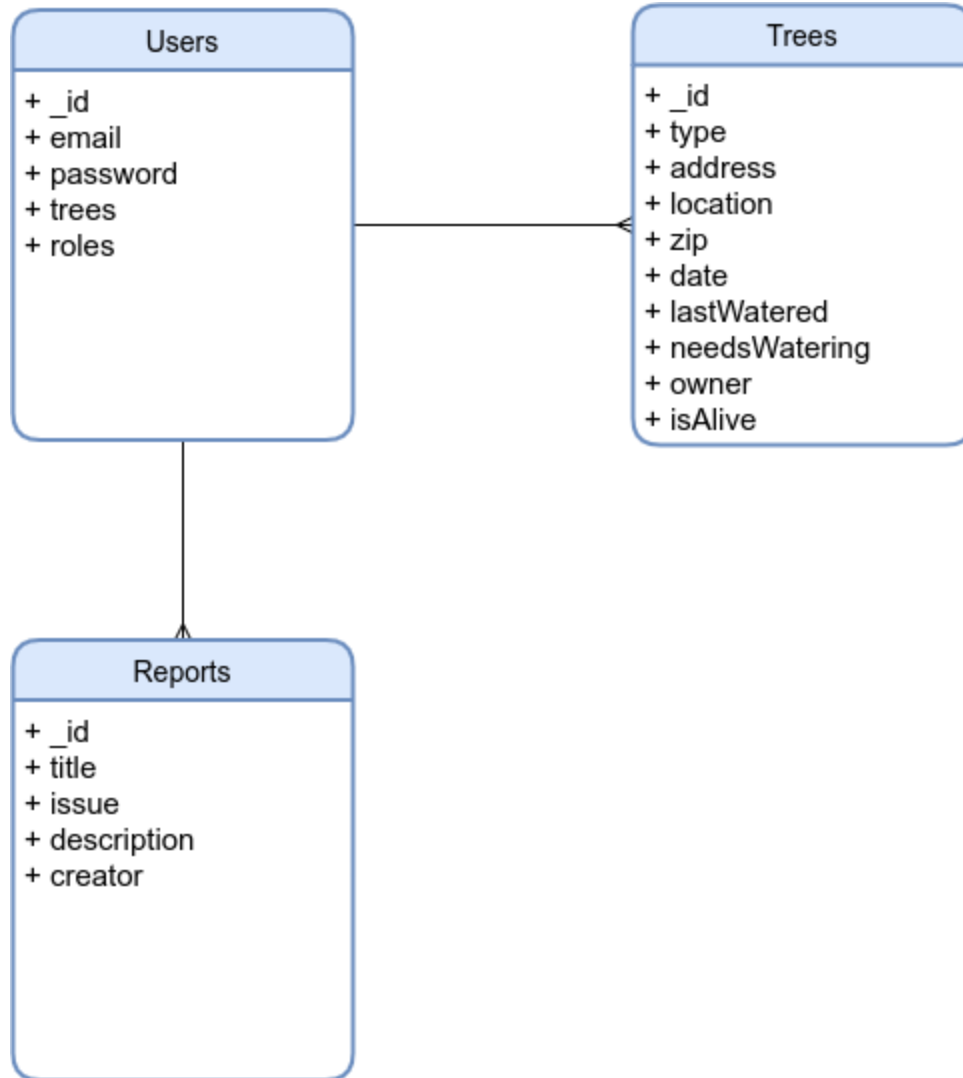 Users
+ _id
+ email
+ password
+ trees
+ roles
Trees
+ _id
+ type
+ address
+ location
+ zip
+ date
+ lastWatered
+ needsWatering
+ owner
+ isAlive
Reports
+ _id
+ title
+ issue
+ description
+ creator